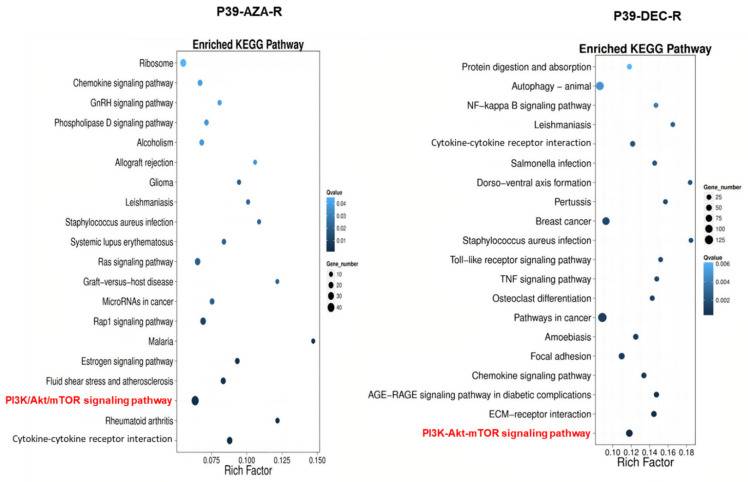 P39-AZA-R
Enriched KEGG Pathway
Ribosome
Chemokine signaling pathway
GnRH signaling pathway
Phospholipase D signaling pathway
Alcoholism
Allograft rejection
Glioma
Leishmaniasis
Staphylococcus aureus infection
Systemic lupus erythematosus
Ras signaling pathway
Graft−versus−host disease
MicroRNAs in cancer
Rap1 signaling pathway
Malaria
Estrogen signaling pathway
Fluid shear stress and atherosclerosis
PI3K/Akt/mTOR signaling pathway
Rheumatoid arthritis
Cytokine-cytokine receptor interaction
0.075 0.100 0.125 0.150
Rich Factor
Qvalue
0.04
0.03
0.02
0.01
Gene_number
10
20
30
40
P39-DEC-R
Enriched KEGG Pathway
Protein digestion and absorption
Autophagy − animal
NF−kappa B signaling pathway
Leishmaniasis
Cytokine-cytokine receptor interaction
Salmonella infection
Dorso−ventral axis formation
Pertussis
Breast cancer
Staphylococcus aureus infection
Toll−like receptor signaling pathway
TNF signaling pathway
Osteoclast differentiation
Pathways in cancer
Amoebiasis
Focal adhesion
Chemokine signaling pathway
AGE−RAGE signaling pathway in diabetic complications
ECM−receptor interaction
PI3K-Akt-mTOR signaling pathway
0.10 0.12 0.14 0.16 0.18
Rich Factor
Gene_number
25
50
75
100
125
Qvalue
0.006
0.004
0.002